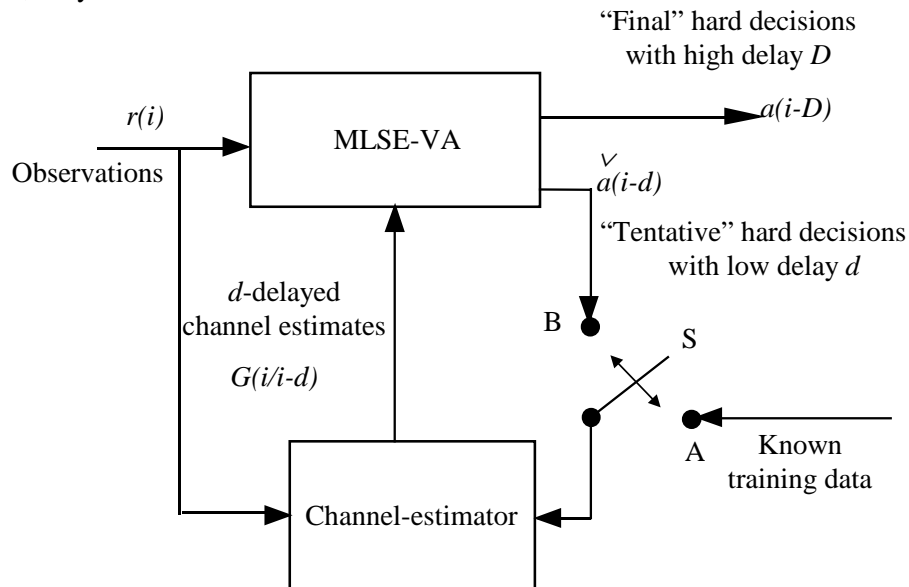 “Final” hard decisions
with high delay D
r(i)
a(i-D)
MLSE-VA
Observations
ǎ(i-d)
“Tentative” hard decisions
with low delay d
d-delayed
channel estimates
G(i/i-d)
B
S
A
Known
training data
Channel-estimator